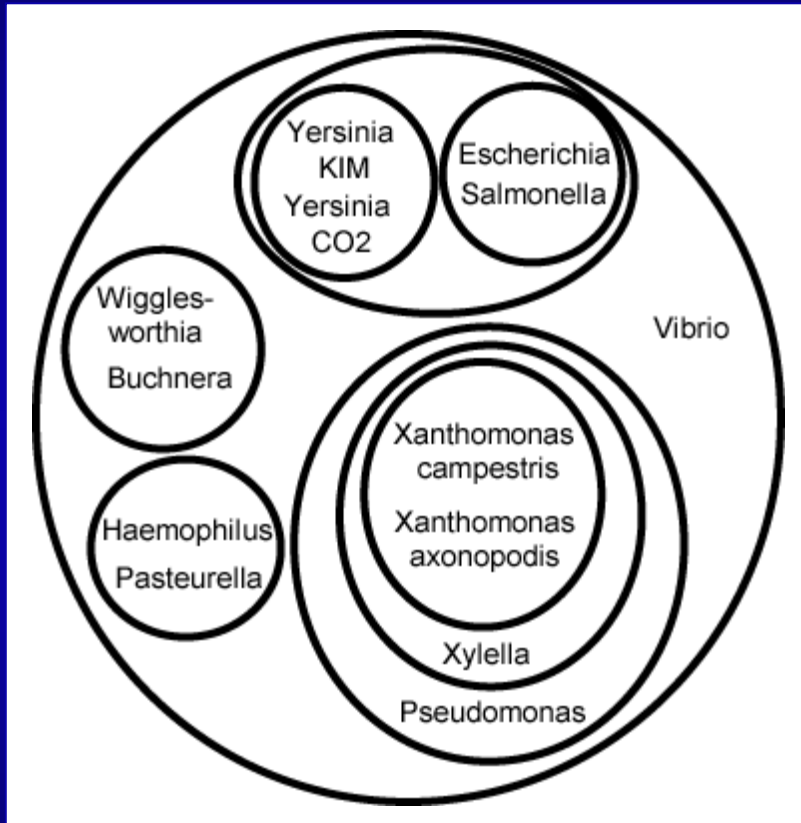 Yersinia
KIM
Yersinia
CO2
Escherichia
Salmonella
Wiggles-
worthia
Buchnera
Vibrio
Haemophilus
Pasteurella
Xanthomonas
campestris
Xanthomonas
axonopodis
Xylella
Pseudomonas